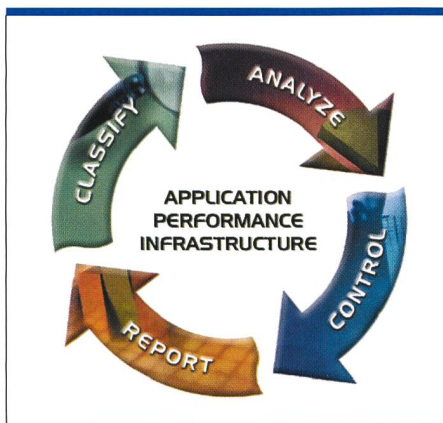 CLASSIFY
ANALYZE
APPLICATION
PERFORMANCE
INFRASTRUCTURE
CONTROL
REPORT